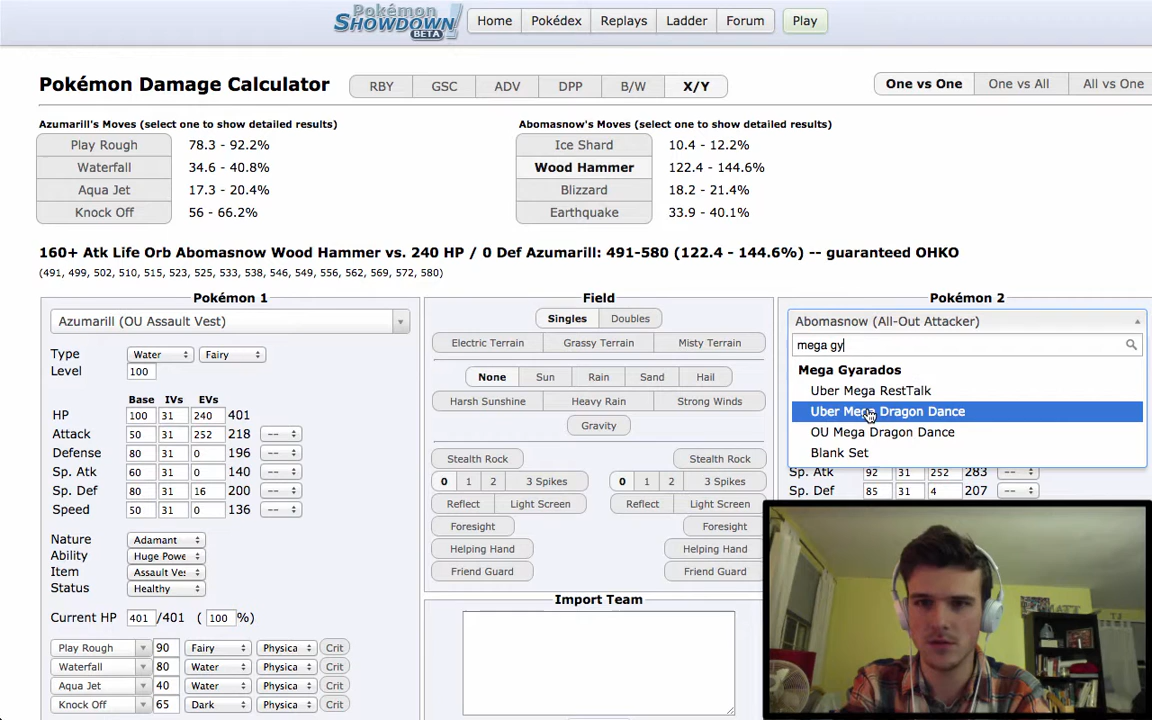 Pokémon SHOWDOWN! BETA
Home Pokédex Replays Ladder Forum Play
Pokémon Damage Calculator RBY GSC ADV DPP B/W X/Y One vs One One vs All All vs One
Azumarill's Moves (select one to show detailed results) Abomasnow's Moves (select one to show detailed results)
Play Rough 78.3 - 92.2% Ice Shard 10.4 - 12.2%
Waterfall 34.6 - 40.8% Wood Hammer 122.4 - 144.6%
Aqua Jet 17.3 - 20.4% Blizzard 18.2 - 21.4%
Knock Off 56 - 66.2% Earthquake 33.9 - 40.1%
160+ Atk Life Orb Abomasnow Wood Hammer vs. 240 HP / 0 Def Azumarill: 491-580 (122.4 - 144.6%) -- guaranteed OHKO
(491, 499, 502, 510, 515, 523, 525, 533, 538, 546, 549, 556, 562, 569, 572, 580)
Pokémon 1 Field Pokémon 2
Azumarill (OU Assault Vest) Singles Doubles Abomasnow (All-Out Attacker)
Electric Terrain Grassy Terrain Misty Terrain mega gy
Type Water Fairy Mega Gyarados
Level 100 None Sun Rain Sand Hail Uber Mega RestTalk
Base IVs EVs Harsh Sunshine Heavy Rain Strong Winds Uber Mega Dragon Dance
HP 100 31 240 401 Gravity OU Mega Dragon Dance
Attack 50 31 252 218 -- Blank Set
Defense 80 31 0 196 -- Stealth Rock Stealth Rock
Sp. Atk 60 31 0 140 -- Sp. Atk 92 31 252 283 --
Sp. Def 80 31 16 200 -- 0 1 2 3 Spikes 0 1 2 3 Spikes Sp. Def 85 31 4 207 --
Speed 50 31 0 136 -- Reflect Light Screen Reflect Light Screen
Nature Adamant Foresight Foresight
Ability Huge Powe Helping Hand Helping Hand
Item Assault Ves Friend Guard Friend Guard
Status Healthy
Import Team
Current HP 401 /401 ( 100 %)
Play Rough 90 Fairy Physica Crit
Waterfall 80 Water Physica Crit
Aqua Jet 40 Water Physica Crit
Knock Off 65 Dark Physica Crit
MATT